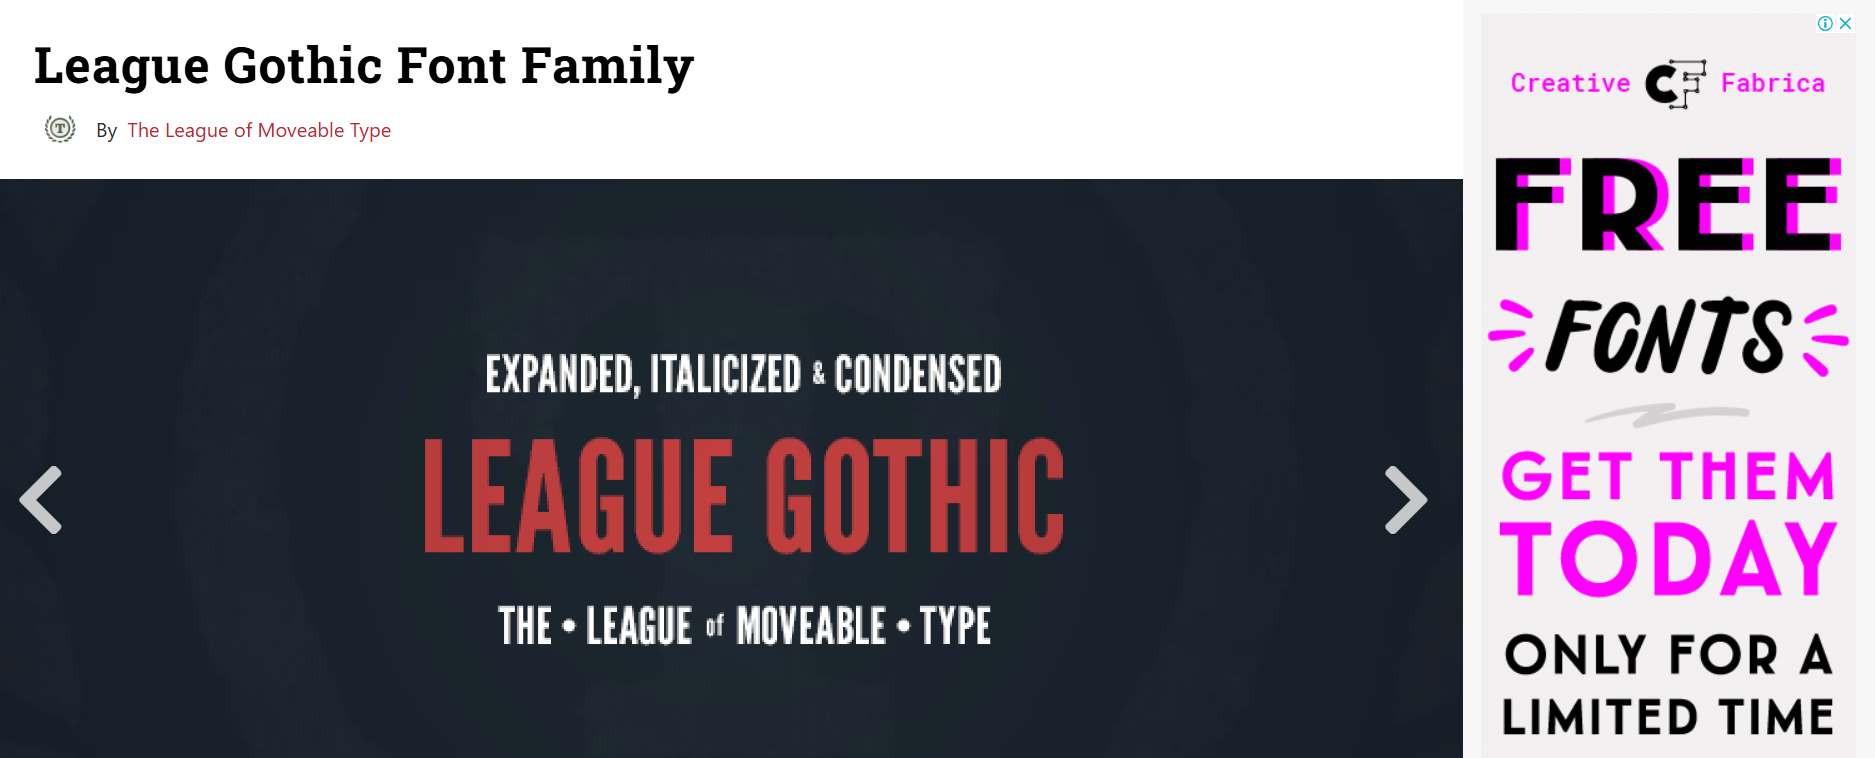 League Gothic Font Family
T
By The League of Moveable Type
EXPANDED, ITALICIZED & CONDENSED
LEAGUE GOTHIC
THE • LEAGUE of MOVEABLE • TYPE
Creative CF Fabrica
FREE
FONTS
GET THEM
TODAY
ONLY FOR A
LIMITED TIME